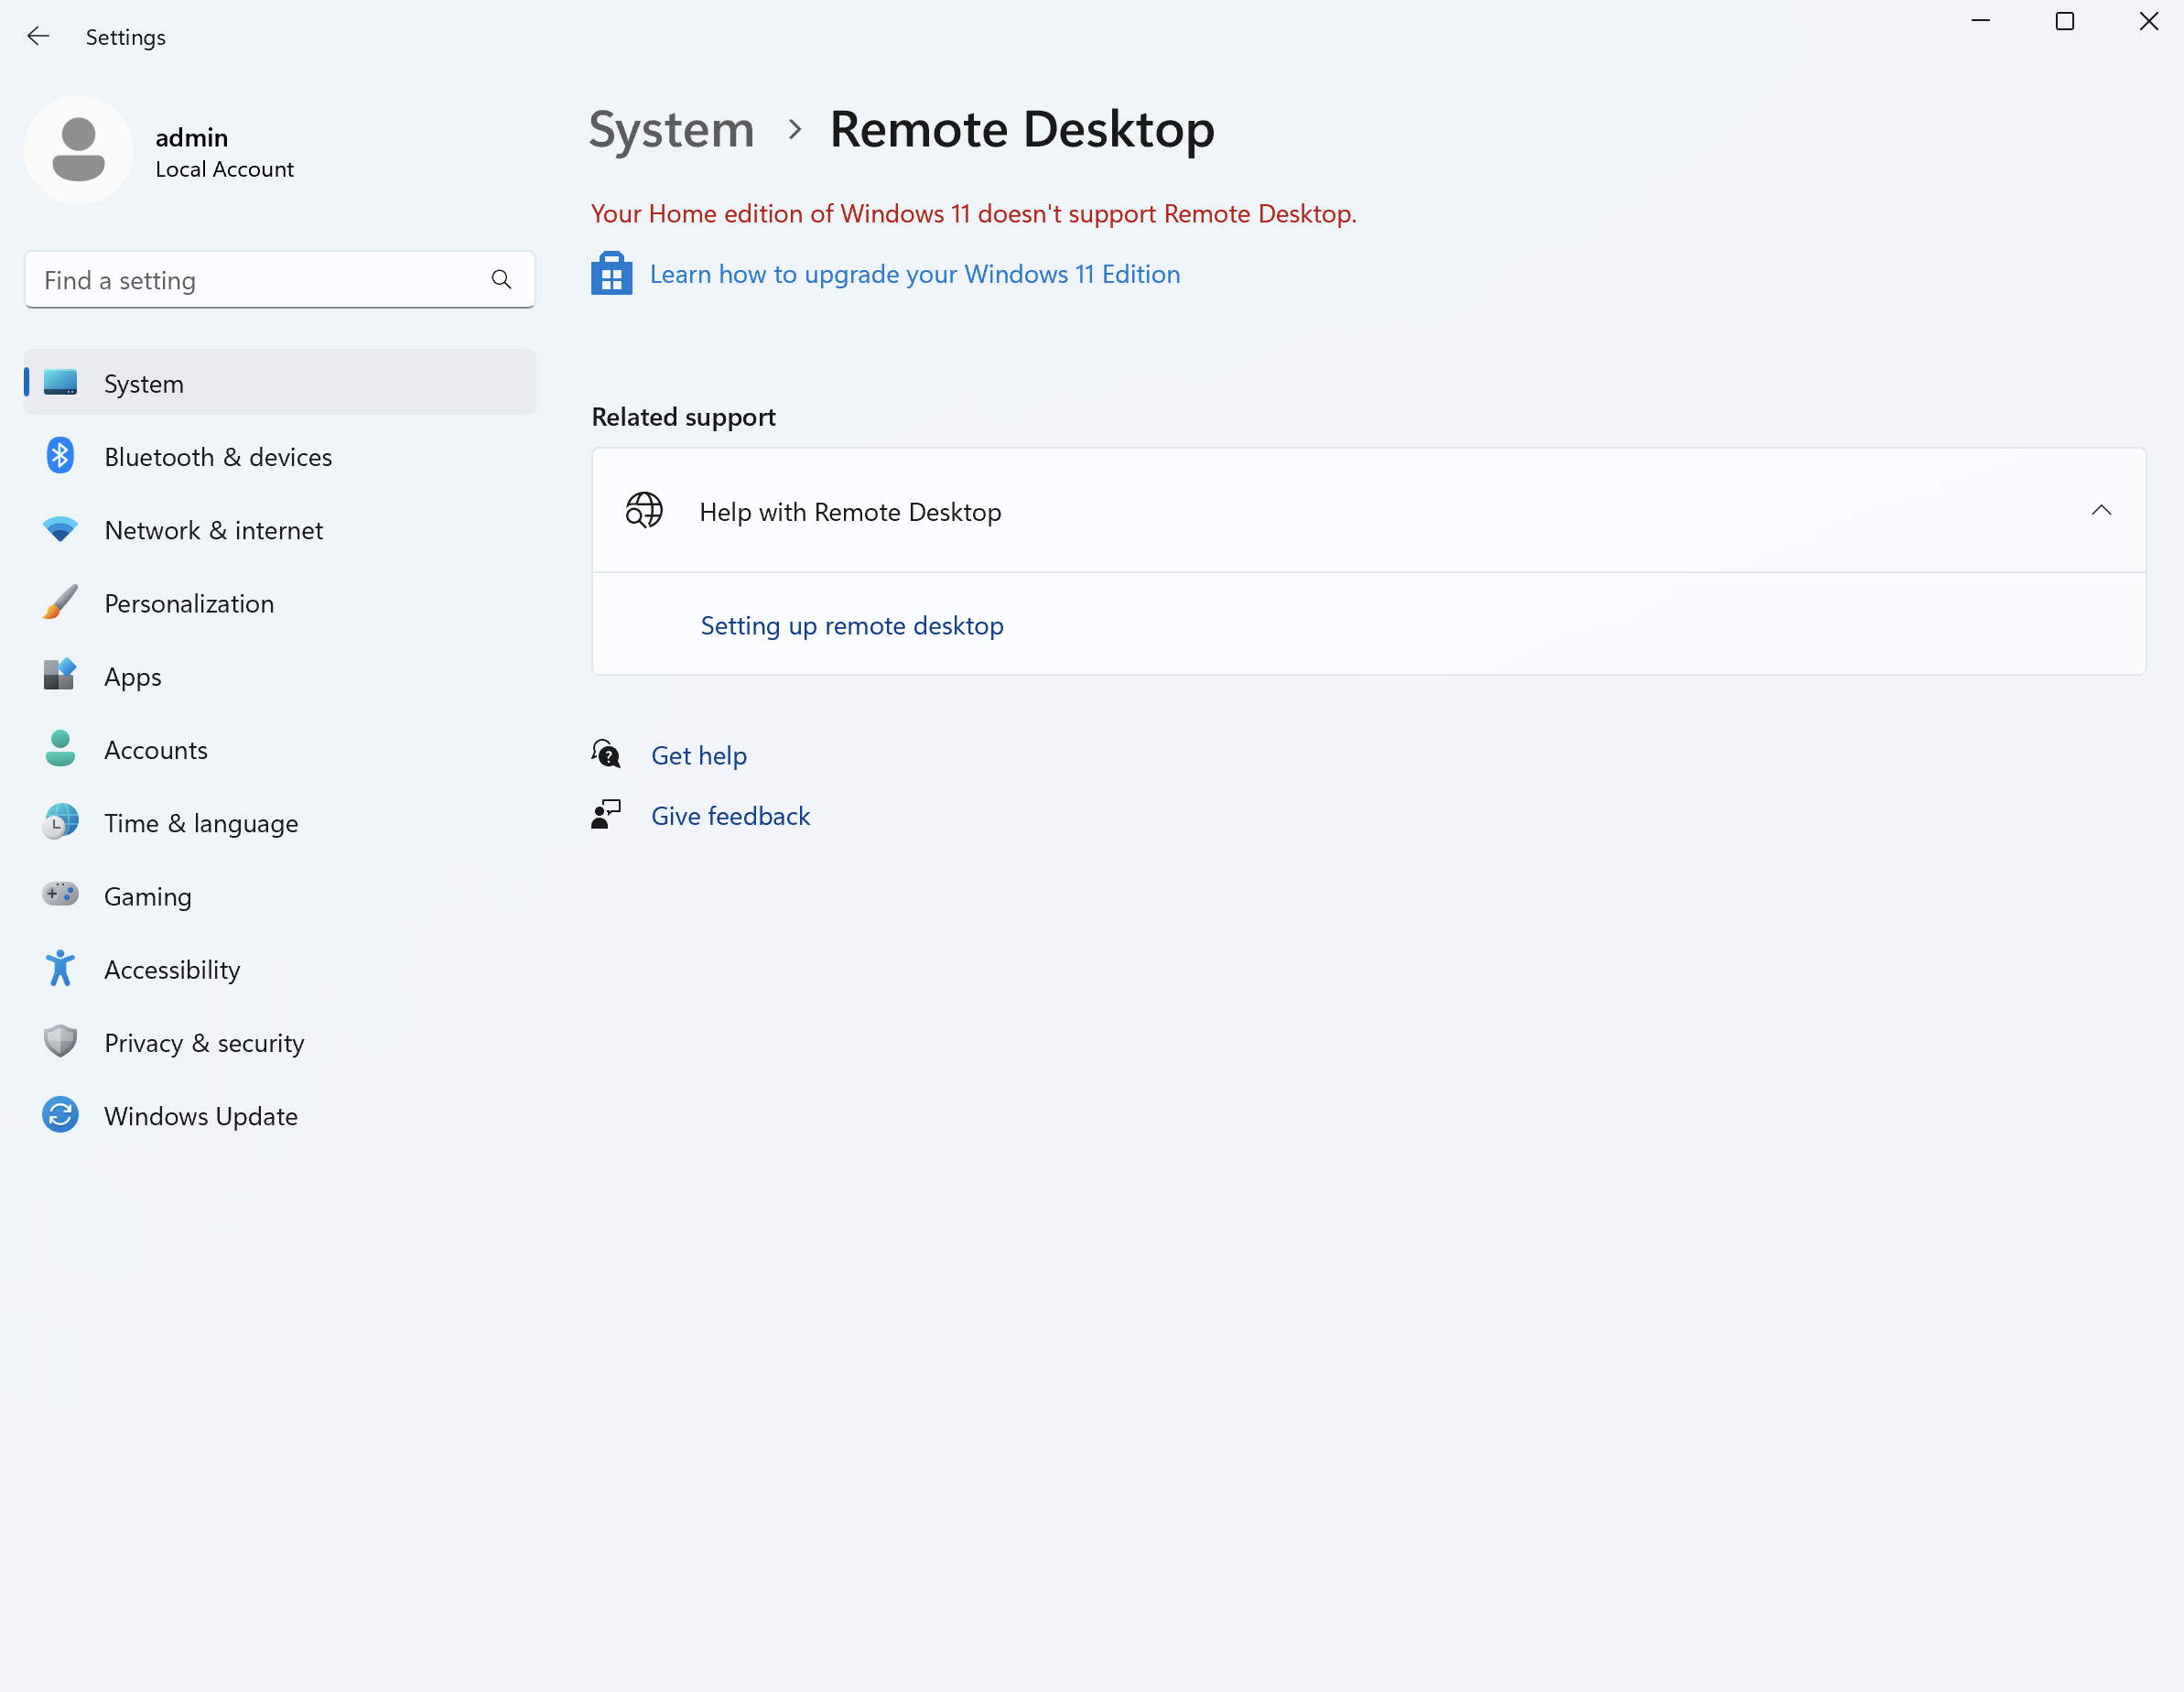 Settings
admin
Local Account
Find a setting
System
Bluetooth & devices
Network & internet
Personalization
Apps
Accounts
Time & language
Gaming
Accessibility
Privacy & security
Windows Update
System > Remote Desktop
Your Home edition of Windows 11 doesn't support Remote Desktop.
Learn how to upgrade your Windows 11 Edition
Related support
Help with Remote Desktop
Setting up remote desktop
Get help
Give feedback